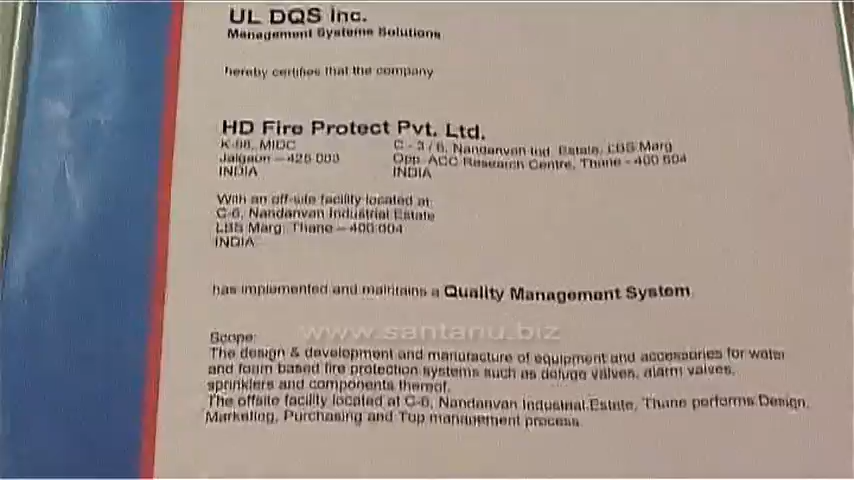 UL DQS Inc.
Management Systems Solutions
hereby certifies that the company
HD Fire Protect Pvt. Ltd.
MIDC
Jalgaon – 425 003
INDIA
C - 3 / 6, Nandanvan Ind. Estate, LBS Marg
Opp. ACC Research Centre, Thane - 400 604
INDIA
With an off-site facility located at:
C-6, Nandanvan Industrial Estate
LBS Marg, Thane – 400 604
INDIA
has implemented and maintains a Quality Management System
www.santanu.biz
Scope:
The design & development and manufacture of equipment and accessories for water
and foam based fire protection systems such as deluge valves, alarm valves,
sprinklers and components thereof.
The offsite facility located at C-6, Nandanvan Industrial Estate, Thane performs Design,
Marketing, Purchasing and Top management process.